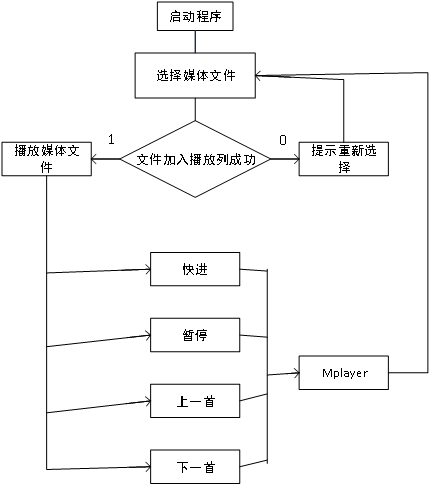 启动程序
选择媒体文件
1
0
播放媒体文
件
文件加入播放列成功
提示重新选
择
快进
暂停
上一首
下一首
Mplayer